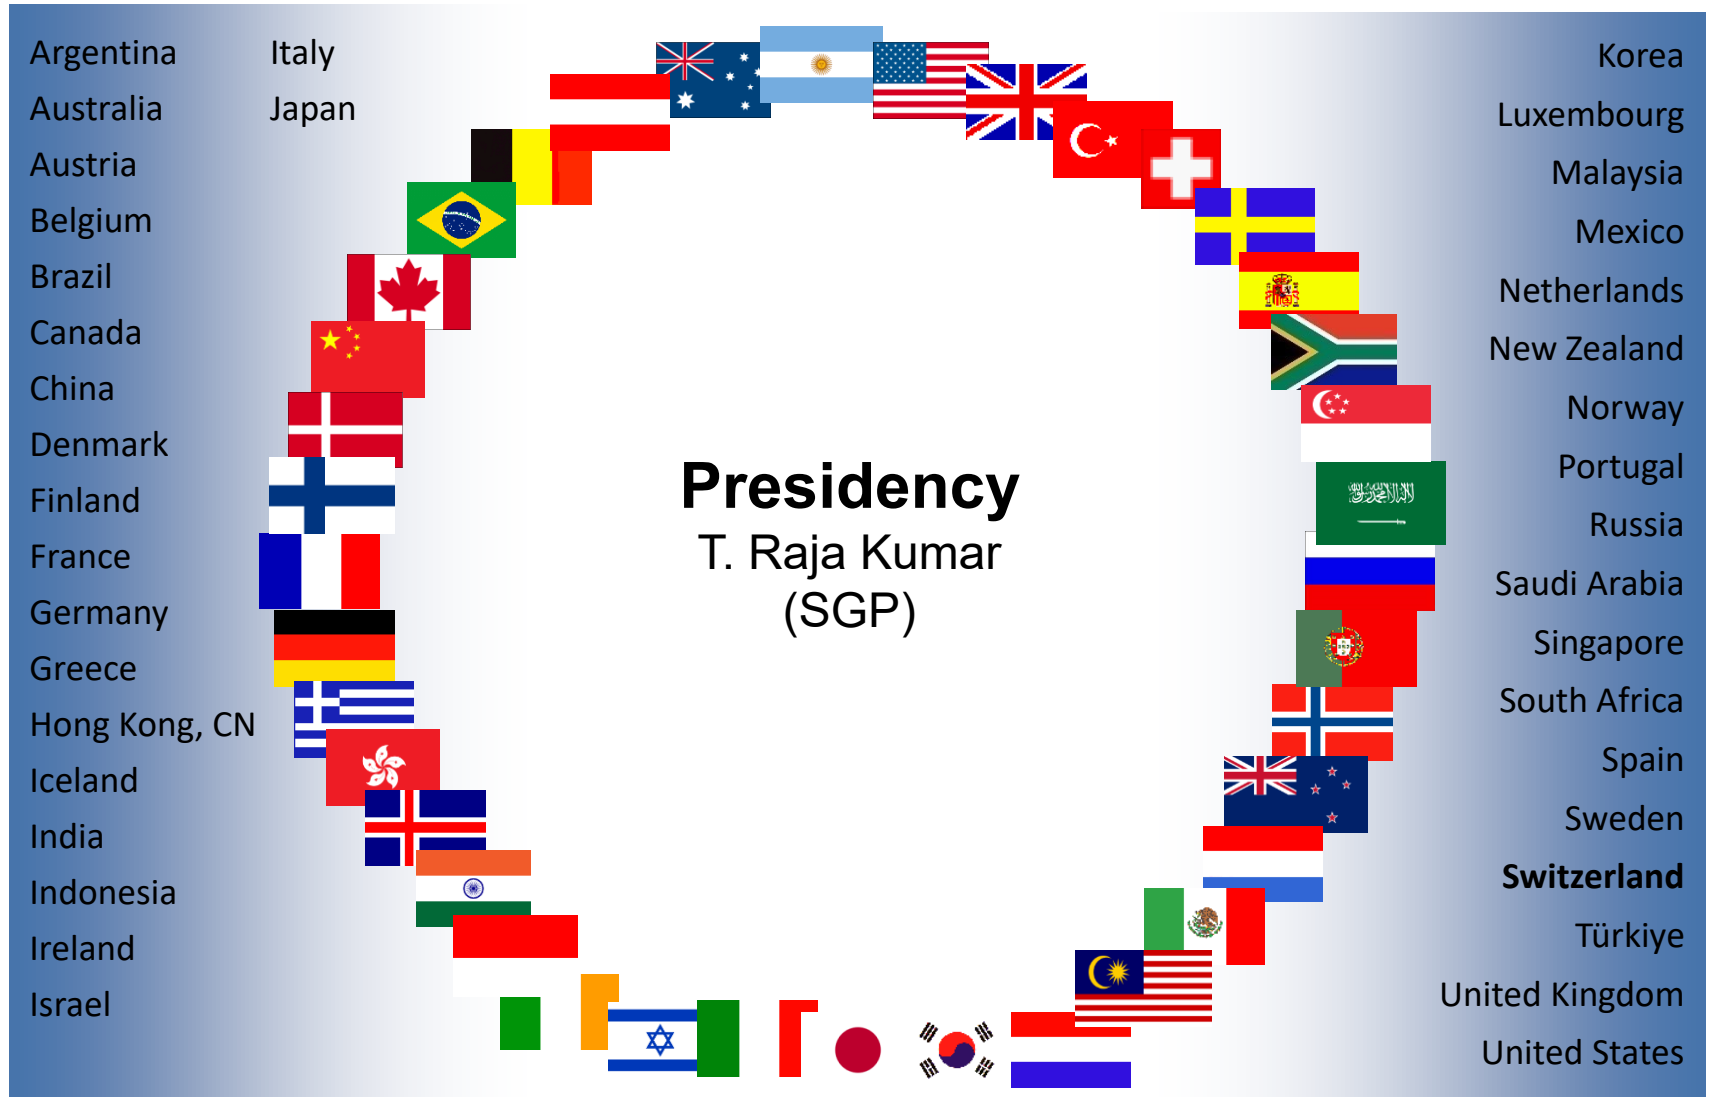 Argentina
Australia
Austria
Belgium
Brazil
Canada
China
Denmark
Finland
France
Germany
Greece
Hong Kong, CN
Iceland
India
Indonesia
Ireland
Israel
Italy
Japan
Presidency
T. Raja Kumar
(SGP)
Korea
Luxembourg
Malaysia
Mexico
Netherlands
New Zealand
Norway
Portugal
Russia
Saudi Arabia
Singapore
South Africa
Spain
Sweden
Switzerland
Türkiye
United Kingdom
United States